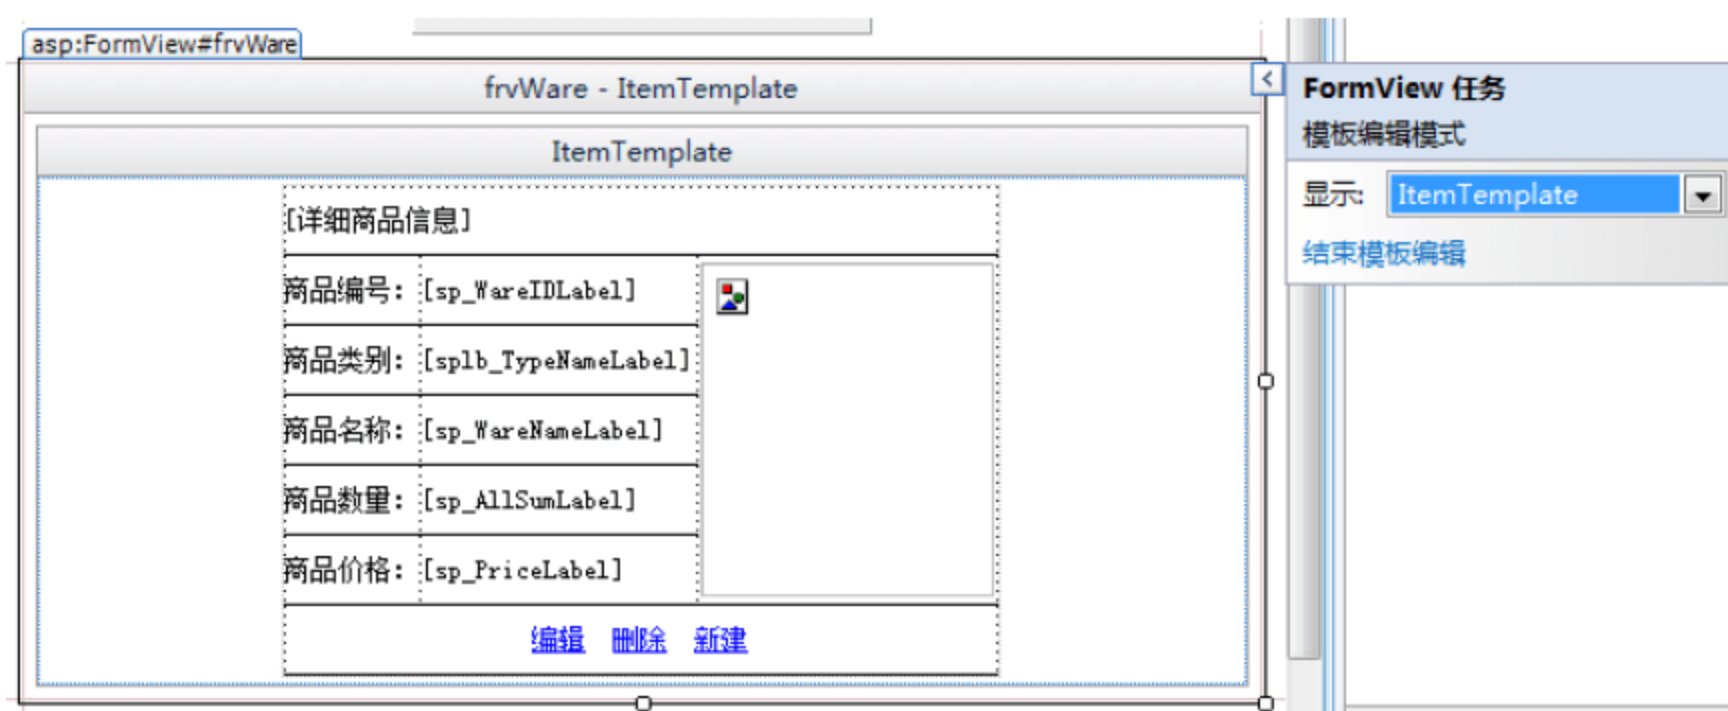 asp:FormView#frvWare
frvWare - ItemTemplate
ItemTemplate
[详细商品信息]
商品编号: [sp_WareIDLabel]
商品类别: [splb_TypeNameLabel]
商品名称: [sp_WareNameLabel]
商品数量: [sp_AllSumLabel]
商品价格: [sp_PriceLabel]
编辑 删除 新建
FormView 任务
模板编辑模式
显示: ItemTemplate
结束模板编辑